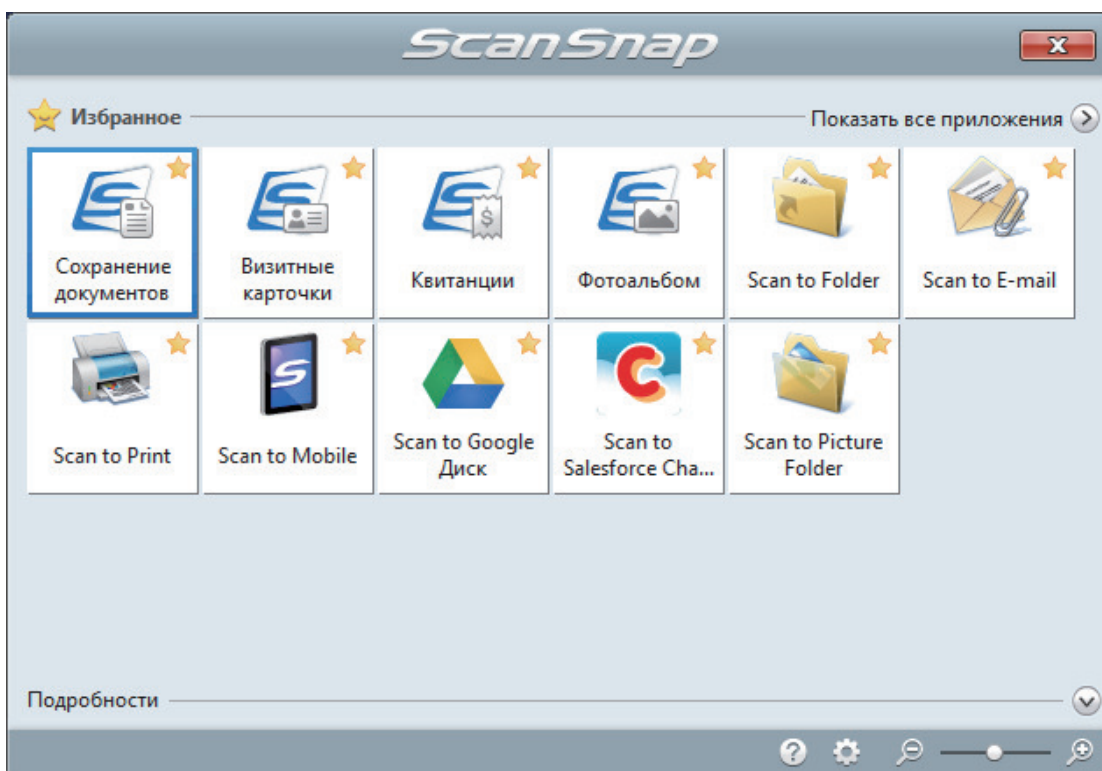 ScanSnap
Избранное
Показать все приложения
Сохранение
документов
Визитные
карточки
Квитанции
Фотоальбом
Scan to Folder
Scan to E-mail
Scan to Print
Scan to Mobile
Scan to Google
Диск
Scan to
Salesforce Cha...
Scan to Picture
Folder
Подробности